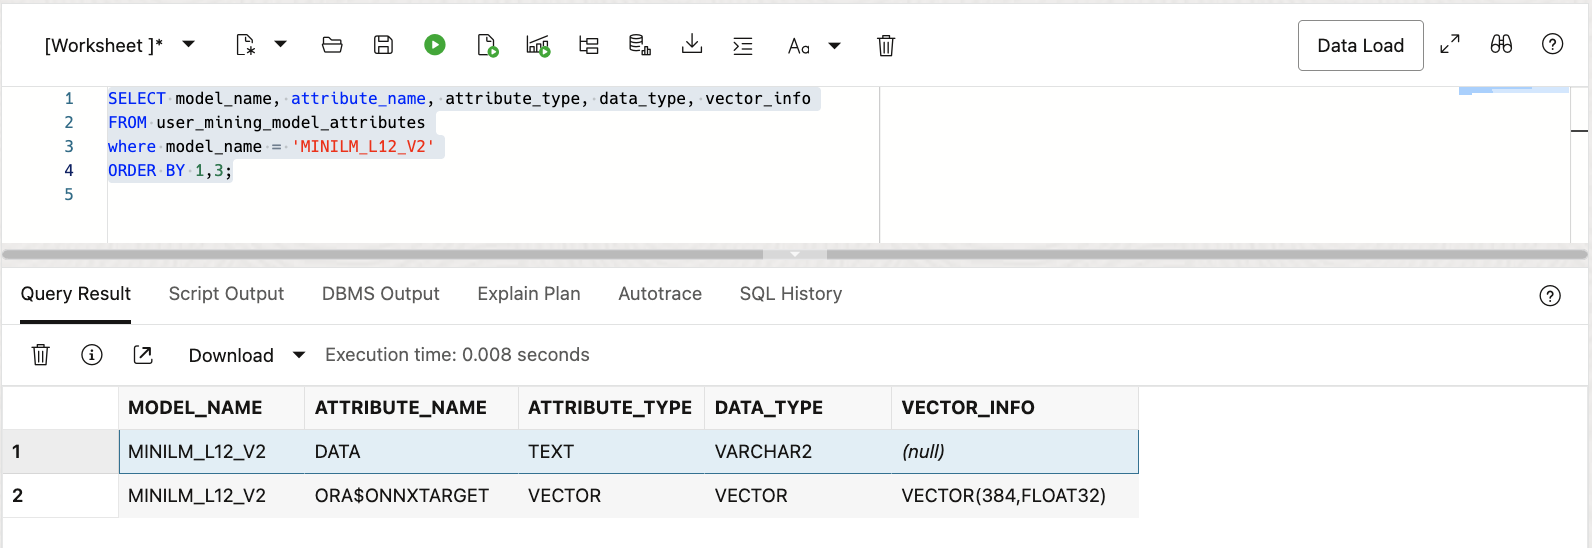 [Worksheet ]*
Aa
Data Load
1 SELECT model_name, attribute_name, attribute_type, data_type, vector_info
2 FROM user_mining_model_attributes
3 where model_name = 'MINILM_L12_V2'
4 ORDER BY 1,3;
5
Query Result Script Output DBMS Output Explain Plan Autotrace SQL History
Download Execution time: 0.008 seconds
MODEL_NAME ATTRIBUTE_NAME ATTRIBUTE_TYPE DATA_TYPE VECTOR_INFO
1 MINILM_L12_V2 DATA TEXT VARCHAR2 (null)
2 MINILM_L12_V2 ORA$ONNXTARGET VECTOR VECTOR VECTOR(384,FLOAT32)